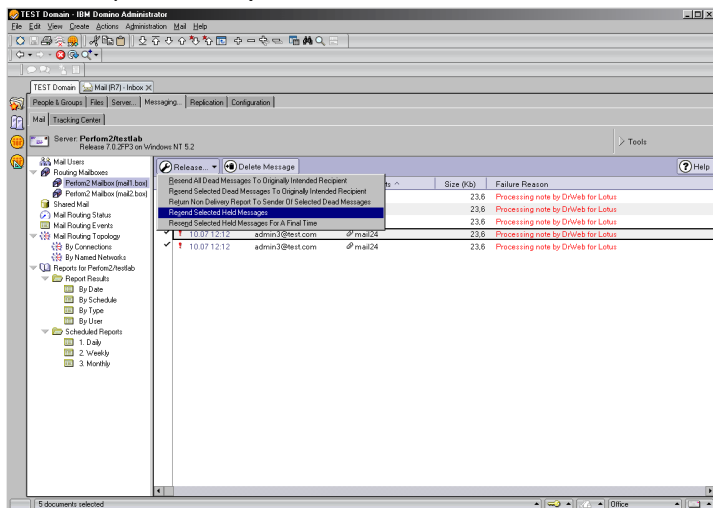 TEST Domain - IBM Domino Administrator
File Edit View Create Actions Administration Mail Help
TEST Domain Mail (R7) - Inbox
People & Groups Files Server... Messaging... Replication Configuration
Mail Tracking Center
Server: Perfom2/testlab
Release 7.0.2FP3 on Windows NT 5.2
Tools
Mail Users
Routing Mailboxes
Perfom2 Mailbox (mail1.box)
Perfom2 Mailbox (mail2.box)
Shared Mail
Mail Routing Status
Mail Routing Events
Mail Routing Topology
By Connections
By Named Networks
Reports for Perfom2/testlab
Report Results
By Date
By Schedule
By Type
By User
Scheduled Reports
1. Daily
2. Weekly
3. Monthly
Release... Delete Message Help
Resend All Dead Messages To Originally Intended Recipient
Resend Selected Dead Messages To Originally Intended Recipient
Return Non Delivery Report To Sender Of Selected Dead Messages
Resend Selected Held Messages
Resend Selected Held Messages For A Final Time
Size (Kb) Failure Reason
23,6 Processing note by DrWeb for Lotus
23,6 Processing note by DrWeb for Lotus
23,6 Processing note by DrWeb for Lotus
10.07 12:12 admin3@test.com mail24 23,6 Processing note by DrWeb for Lotus
10.07 12:12 admin3@test.com mail24 23,6 Processing note by DrWeb for Lotus
5 documents selected
Office